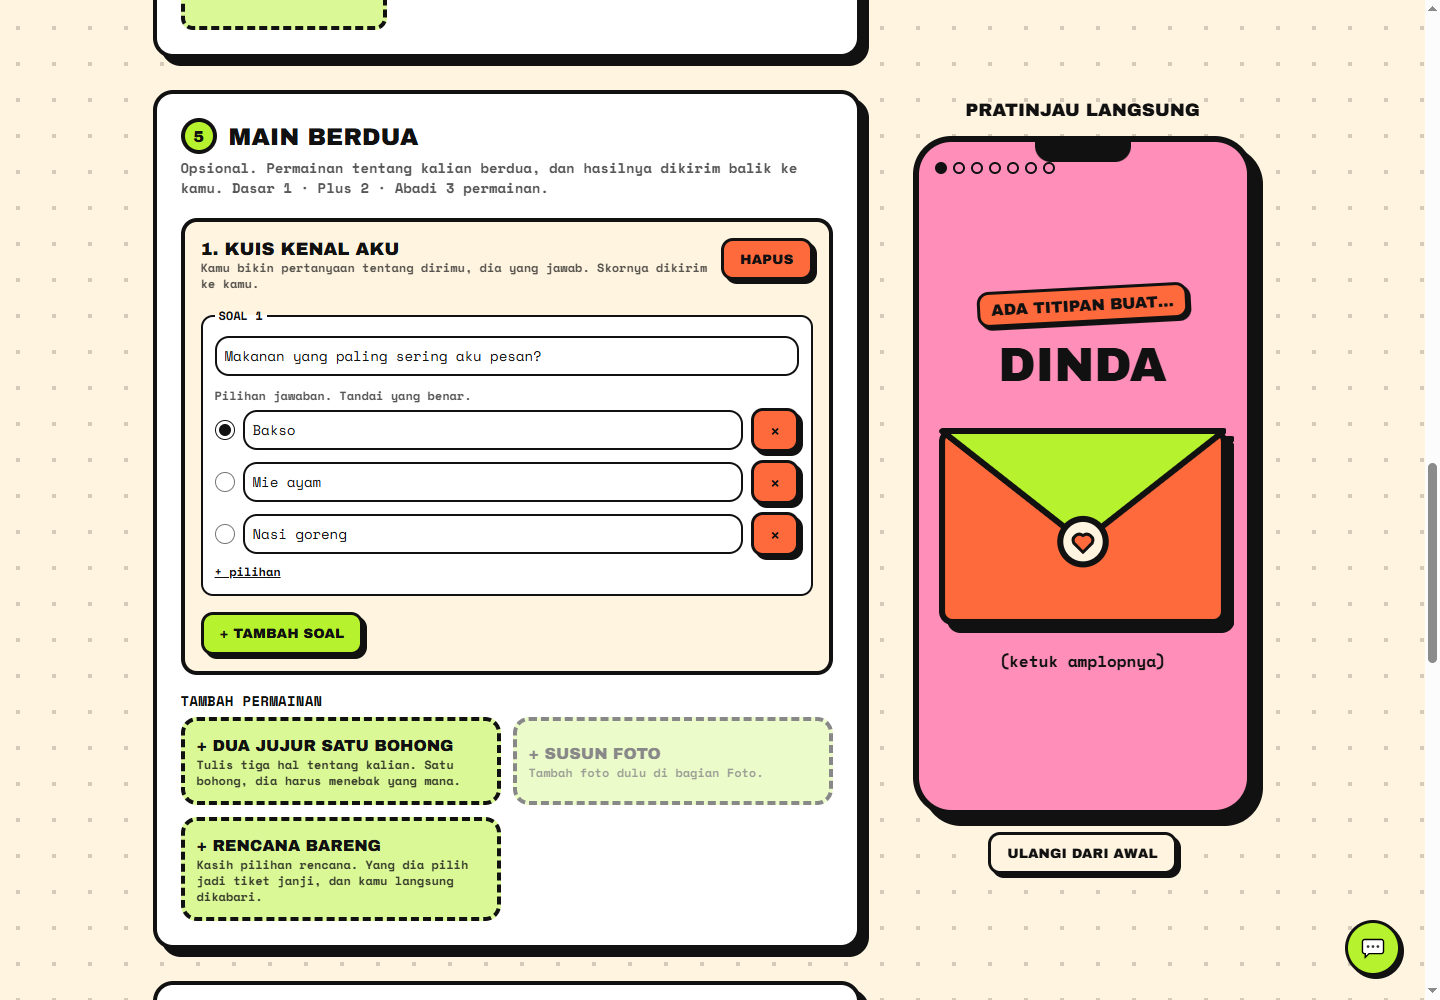 5
MAIN BERDUA
Opsional. Permainan tentang kalian berdua, dan hasilnya dikirim balik ke
kamu. Dasar 1 · Plus 2 · Abadi 3 permainan.
1. KUIS KENAL AKU
Kamu bikin pertanyaan tentang dirimu, dia yang jawab. Skornya dikirim
ke kamu.
HAPUS
SOAL 1
Makanan yang paling sering aku pesan?
Pilihan jawaban. Tandai yang benar.
Bakso
×
Mie ayam
×
Nasi goreng
×
+ pilihan
+ TAMBAH SOAL
TAMBAH PERMAINAN
+ DUA JUJUR SATU BOHONG
Tulis tiga hal tentang kalian. Satu
bohong, dia harus menebak yang mana.
+ SUSUN FOTO
Tambah foto dulu di bagian Foto.
+ RENCANA BARENG
Kasih pilihan rencana. Yang dia pilih
jadi tiket janji, dan kamu langsung
dikabari.
PRATINJAU LANGSUNG
ADA TITIPAN BUAT...
DINDA
(ketuk amplopnya)
ULANGI DARI AWAL